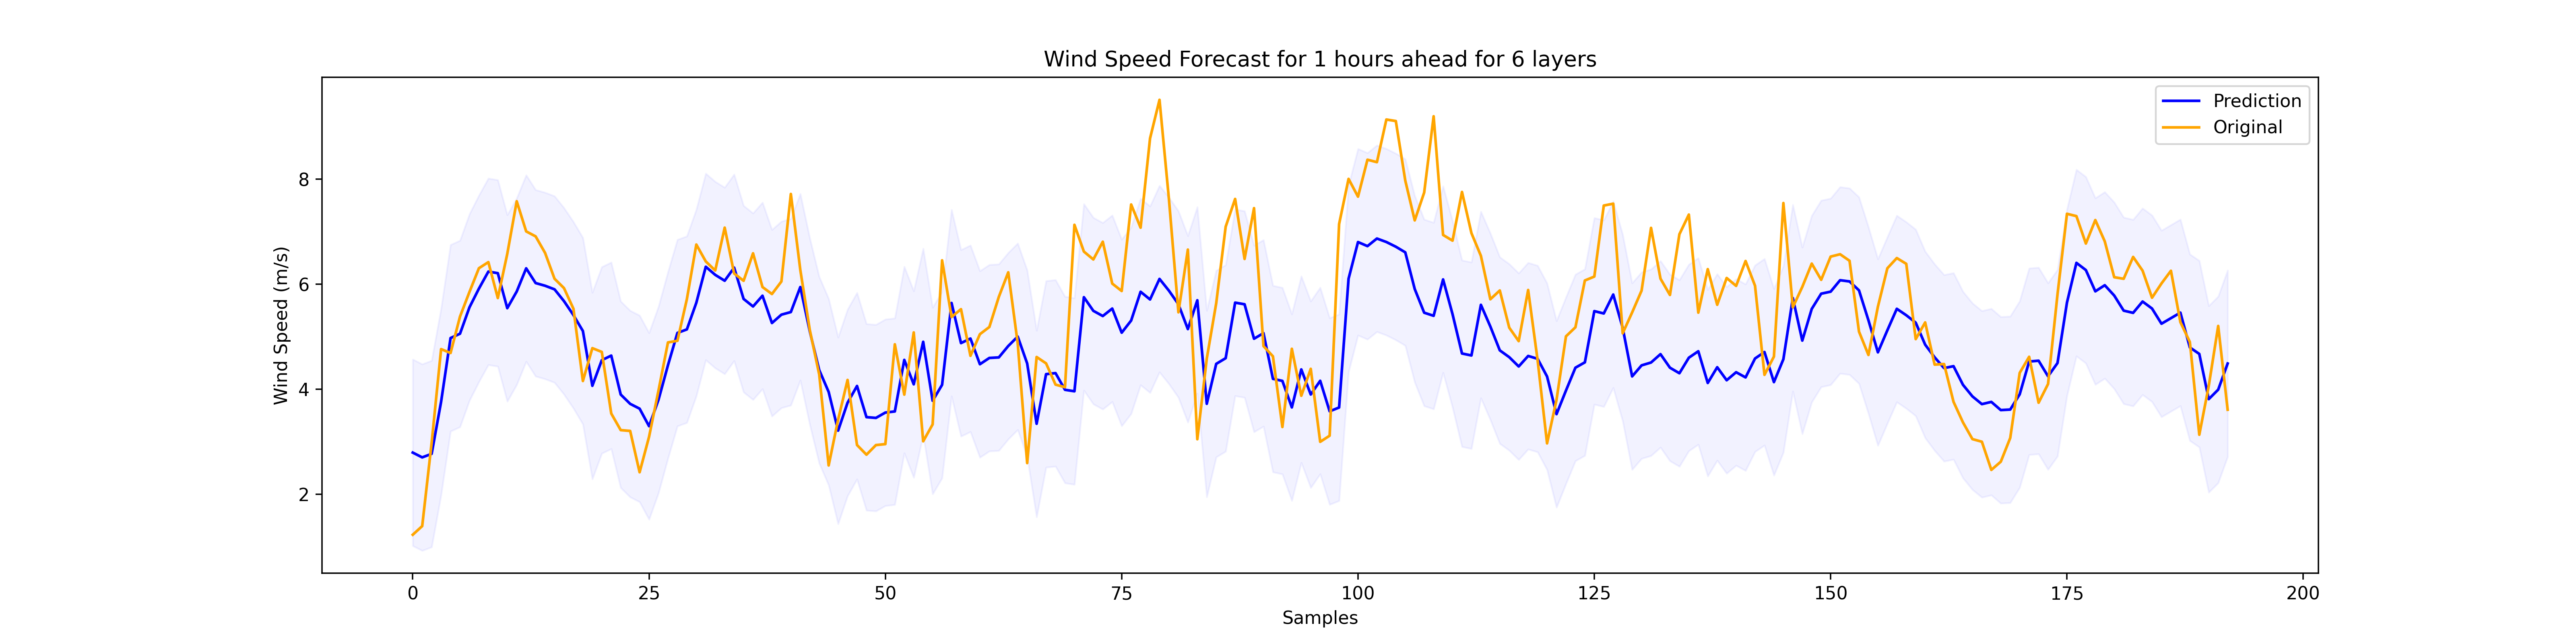 Wind Speed Forecast for 1 hours ahead for 6 layers
Prediction
Original
Wind Speed (m/s)
8
6
4
2
0 25 50 75 100 125 150 175 200
Samples